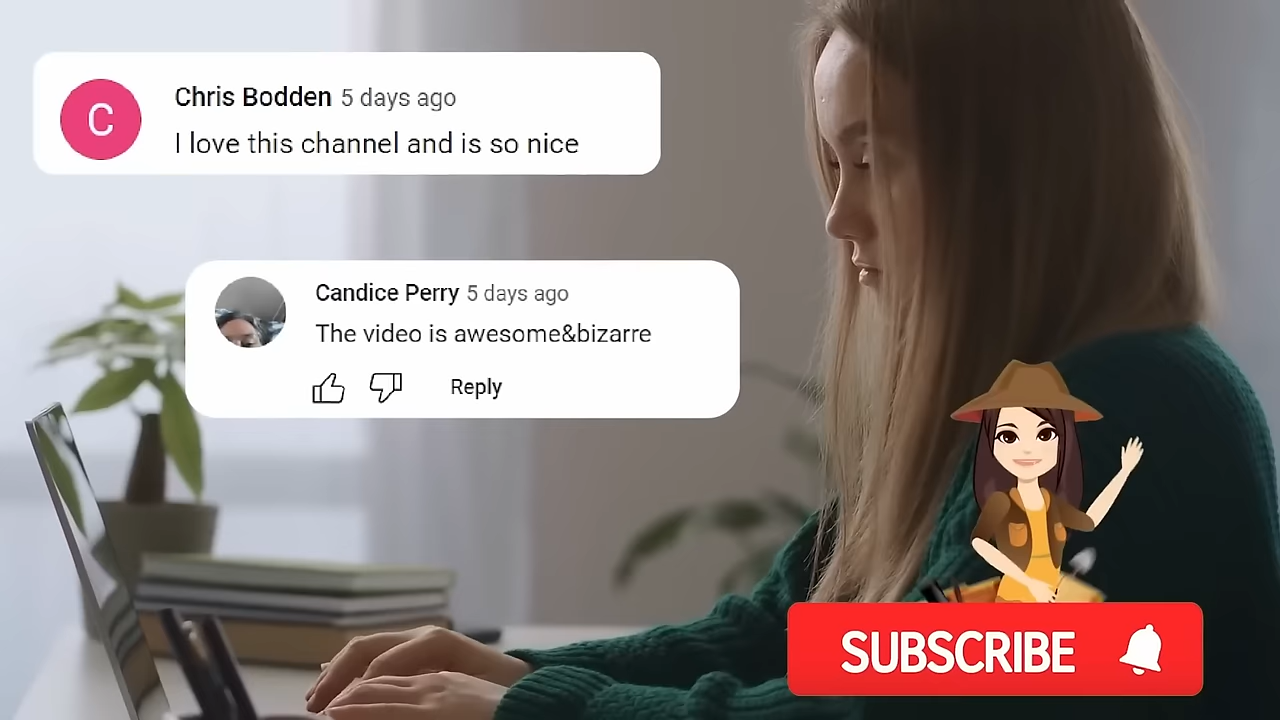 C
Chris Bodden 5 days ago
I love this channel and is so nice
Candice Perry 5 days ago
The video is awesome&bizarre
Reply
SUBSCRIBE